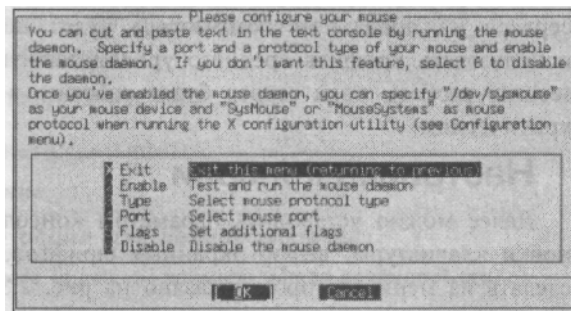 Please configure your mouse
You can cut and paste text in the text console by running the mouse
daemon. Specify a port and a protocol type of your mouse and enable
the mouse daemon. If you don't want this feature, select 6 to disable
the daemon.
Once you've enabled the mouse daemon, you can specify "/dev/sysmouse"
as your mouse device and "SysMouse" or "MouseSystems" as mouse
protocol when running the X configuration utility (see Configuration
menu).
X Exit Exit this menu (returning to previous)
2 Enable Test and run the mouse daemon
3 Type Select mouse protocol type
4 Port Select mouse port
5 Flags Set additional flags
6 Disable Disable the mouse daemon
[ OK ] Cancel